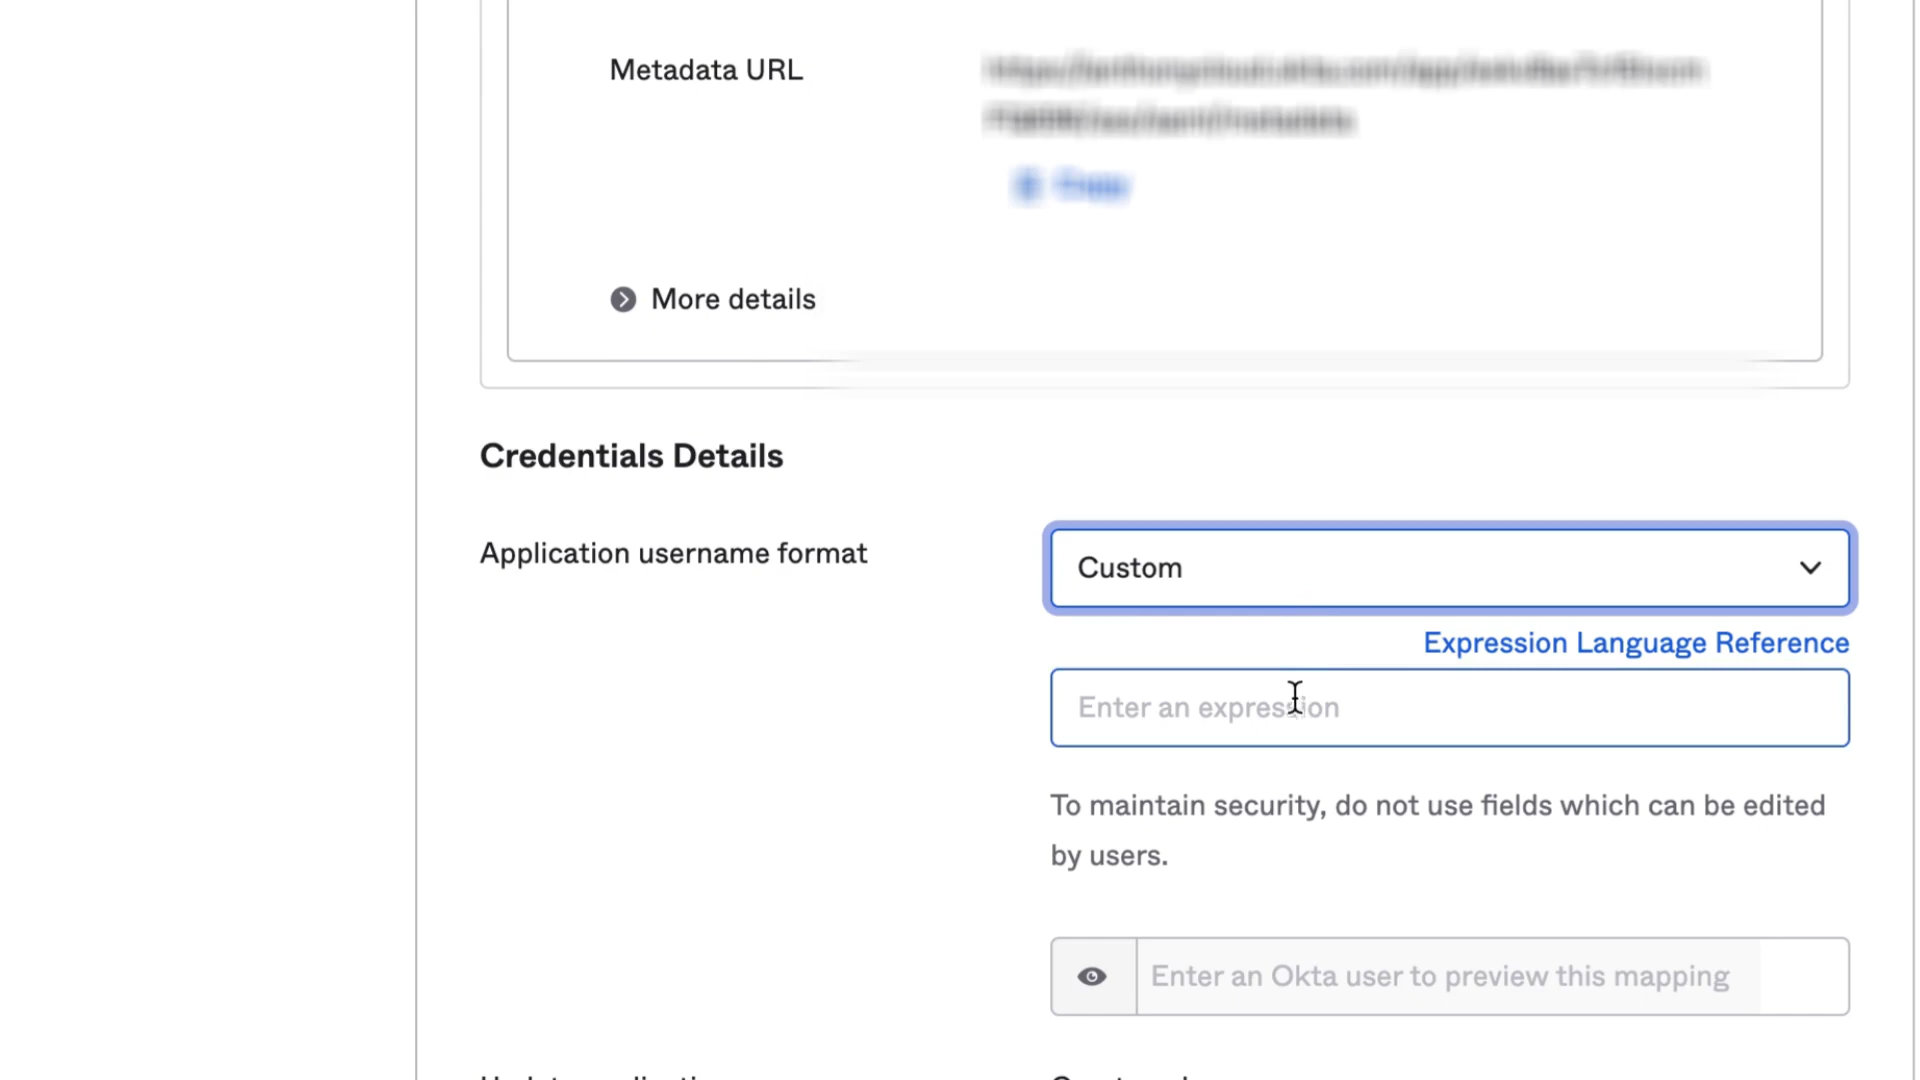 Metadata URL
More details
Credentials Details
Application username format
Custom
Expression Language Reference
Enter an expression
To maintain security, do not use fields which can be edited
by users.
Enter an Okta user to preview this mapping